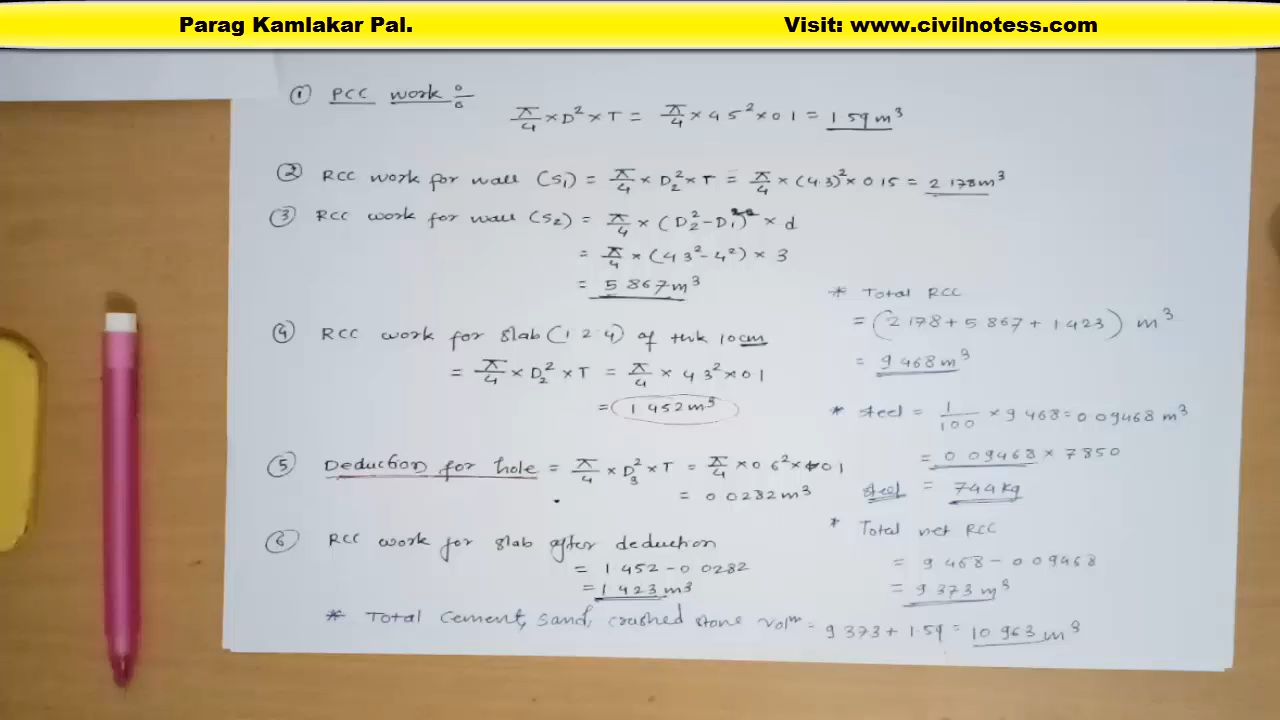 Parag Kamlakar Pal.
Visit: www.civilnotess.com
① PCC work :-
π/4 × D² × T = π/4 × 4 5² × 0 1 = 1 59 m³
② RCC work for wall (S₁) = π/4 × D₂² × T = π/4 × (4.3)² × 0 15 = 2 178 m³
③ RCC work for wall (S₂) = π/4 × (D₂² - D₁²) × d
= π/4 × (4 3² - 4²) × 3
= 5 867 m³
④ RCC work for slab (1 2 4) of thk 10cm
= π/4 × D₂² × T = π/4 × 4 3² × 0 1
= 1 452 m³
⑤ Deduction for hole = π/4 × D₃² × T = π/4 × 0 6² × 0 1
= 0 0282 m³
⑥ RCC work for slab after deduction
= 1 452 - 0 0282
= 1 423 m³
* Total RCC
= (2 178 + 5 867 + 1 423) m³
= 9 468 m³
* steel = 1/100 × 9 468 = 0 09468 m³
= 0 09468 × 7850
steel = 744 kg
* Total net RCC
= 9 468 - 0 09468
= 9 373 m³
* Total Cement, sand, crushed stone volᵐ = 9 373 + 1.59 = 10 963 m³